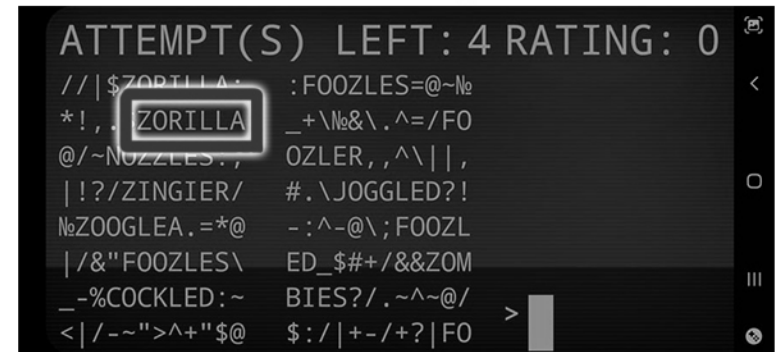 ATTEMPT(S) LEFT: 4 RATING: 0
//|$ZORILLA: :FOOZLES=@~№
*!,. ZORILLA _+\№&\.^=/FO
@/~NOZZLES:, OZLER,,^\||,
|!?/ZINGIER/ #.\JOGGLED?!
№ZOOGLEA.=*@ -:^-@\;FOOZL
|/&"FOOZLES\ ED_$#+/&&ZOM
_-%COCKLED:~ BIES?/.~^~@/
<|/-~">^+"$@ $:/|+-/+?|FO
>